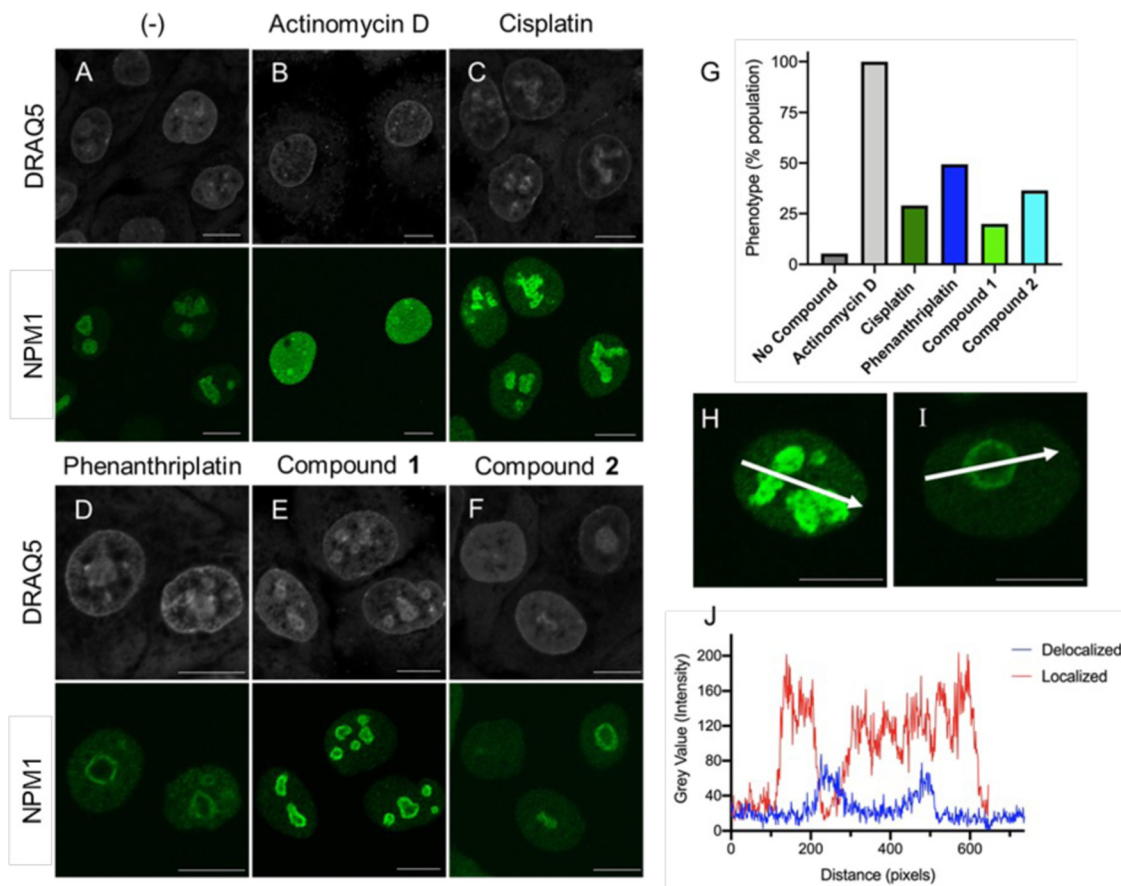 (-) Actinomycin D Cisplatin
DRAQ5
A B C
NPM1
Phenanthriplatin Compound 1 Compound 2
DRAQ5
D E F
NPM1
G
Phenotype (% population)
100
75
50
25
0
No Compound
Actinomycin D
Cisplatin
Phenanthriplatin
Compound 1
Compound 2
H I
J
Grey Value (Intensity)
200
160
120
80
40
0
0 200 400 600
Distance (pixels)
Delocalized
Localized